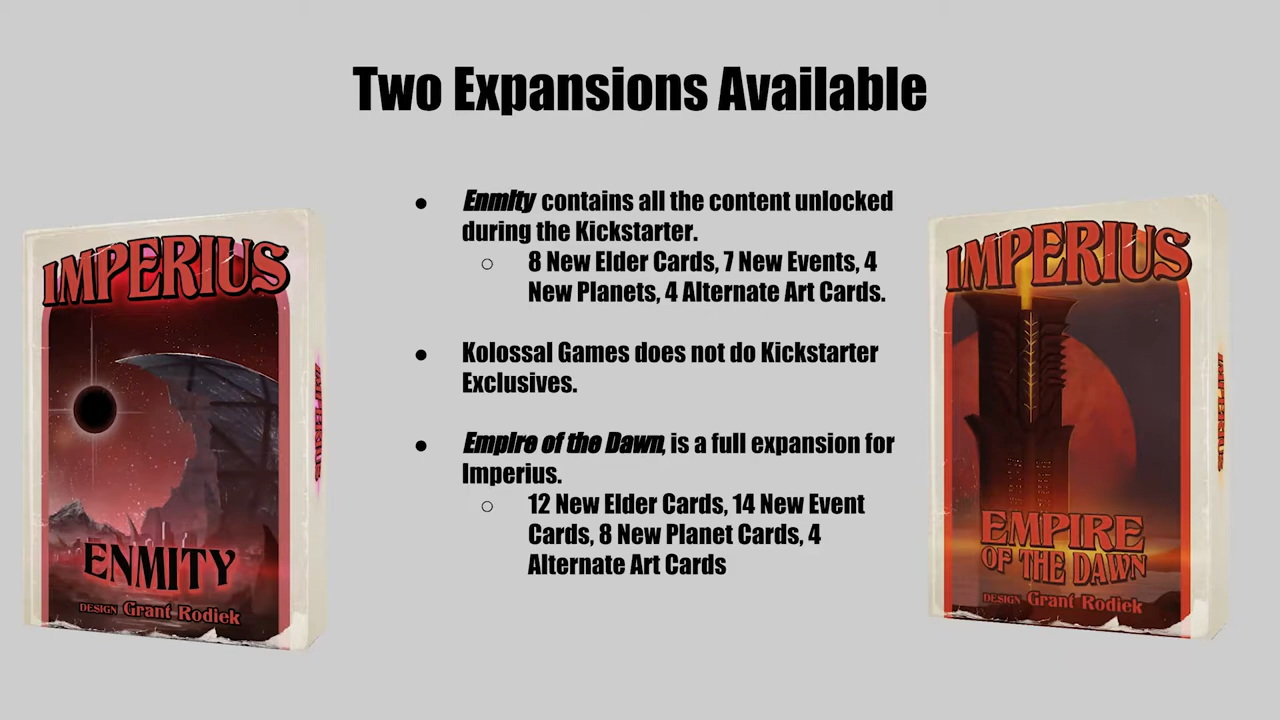 Two Expansions Available
● Enmity contains all the content unlocked
during the Kickstarter.
○ 8 New Elder Cards, 7 New Events, 4
New Planets, 4 Alternate Art Cards.
● Kolossal Games does not do Kickstarter
Exclusives.
● Empire of the Dawn, is a full expansion for
Imperius.
○ 12 New Elder Cards, 14 New Event
Cards, 8 New Planet Cards, 4
Alternate Art Cards
IMPERIUS
ENMITY
DESIGN Grant Rodiek
IMPERIUS
IMPERIUS
EMPIRE
OF THE DAWN
DESIGN Grant Rodiek
IMPERIUS